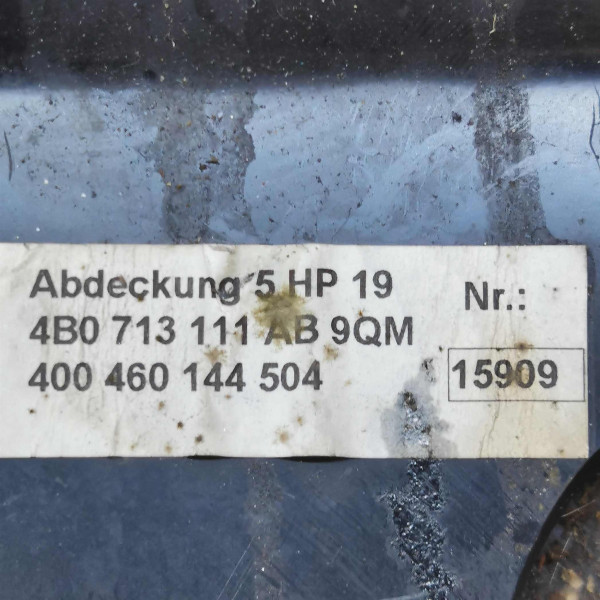 Abdeckung 5 HP 19
Nr.:
4B0 713 111 AB 9QM
400 460 144 504
15909